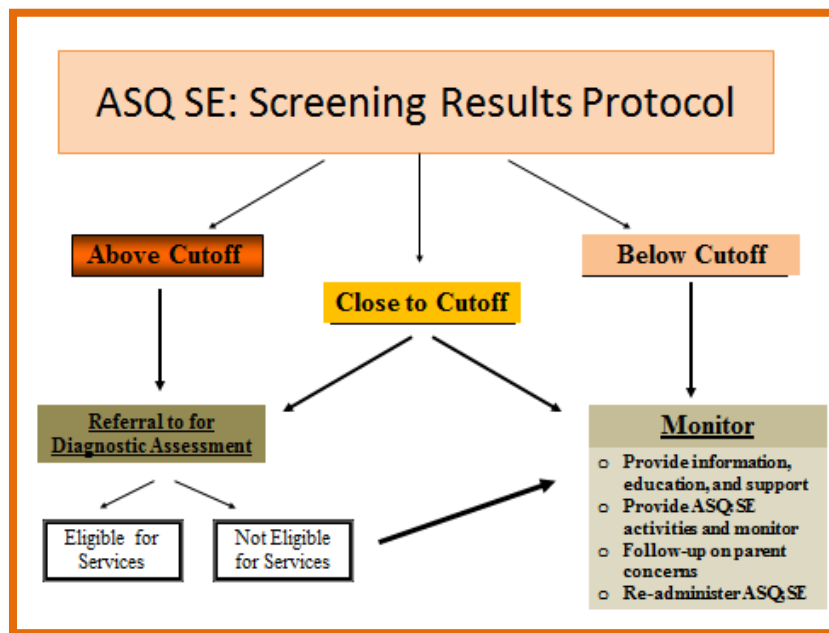 ASQ SE: Screening Results Protocol
Above Cutoff
Below Cutoff
Close to Cutoff
Referral to for
Diagnostic Assessment
Monitor
o Provide information,
education, and support
o Provide ASQ:SE
activities and monitor
o Follow-up on parent
concerns
o Re-administer ASQ:SE
Eligible for
Services
Not Eligible
for Services